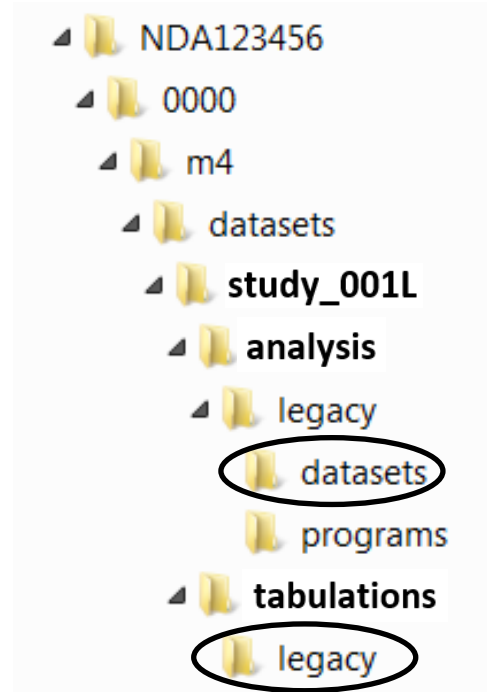 NDA123456
0000
m4
datasets
study_001L
analysis
legacy
datasets
programs
tabulations
legacy